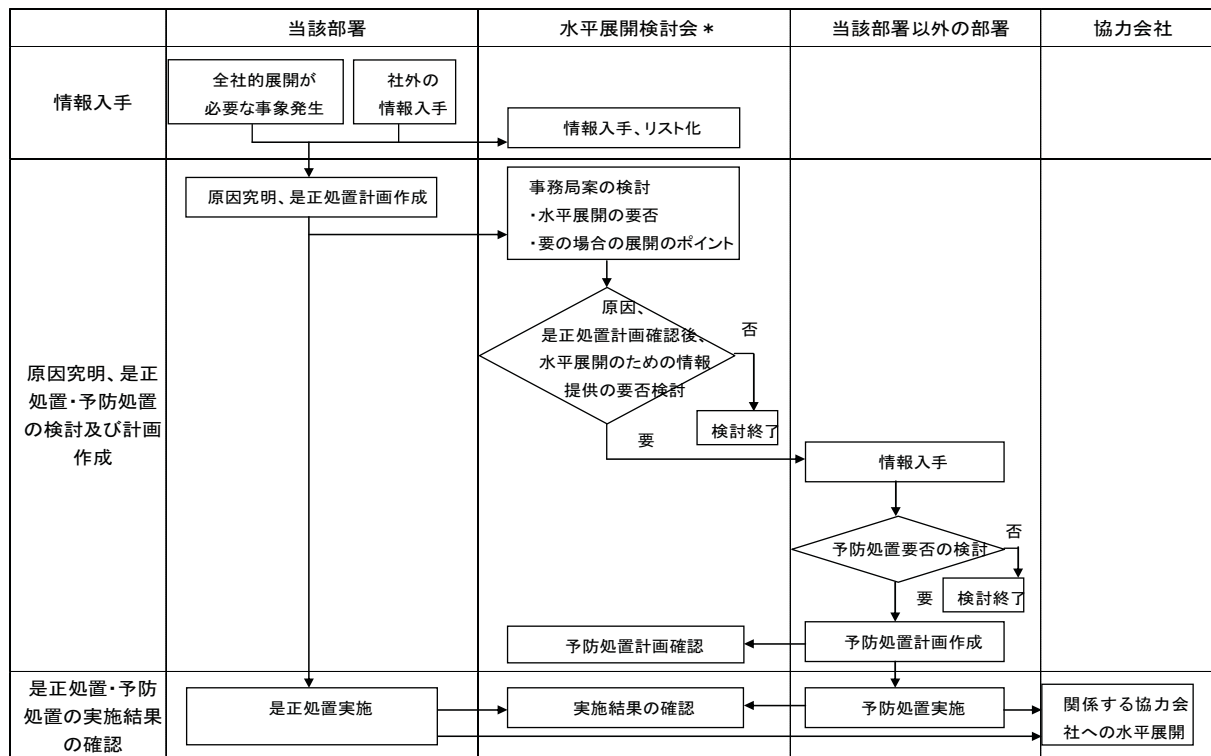 当該部署
水平展開検討会＊
当該部署以外の部署
協力会社
情報入手
全社的展開が
必要な事象発生
社外の
情報入手
情報入手、リスト化
原因究明、是正
処置・予防処置
の検討及び計画
作成
原因究明、是正処置計画作成
事務局案の検討
・水平展開の要否
・要の場合の展開のポイント
原因、
是正処置計画確認後、
水平展開のための情報
提供の要否検討
否
検討終了
要
情報入手
予防処置要否の検討
否
検討終了
要
予防処置計画作成
予防処置計画確認
是正処置・予防
処置の実施結果
の確認
是正処置実施
実施結果の確認
予防処置実施
関係する協力会
社への水平展開